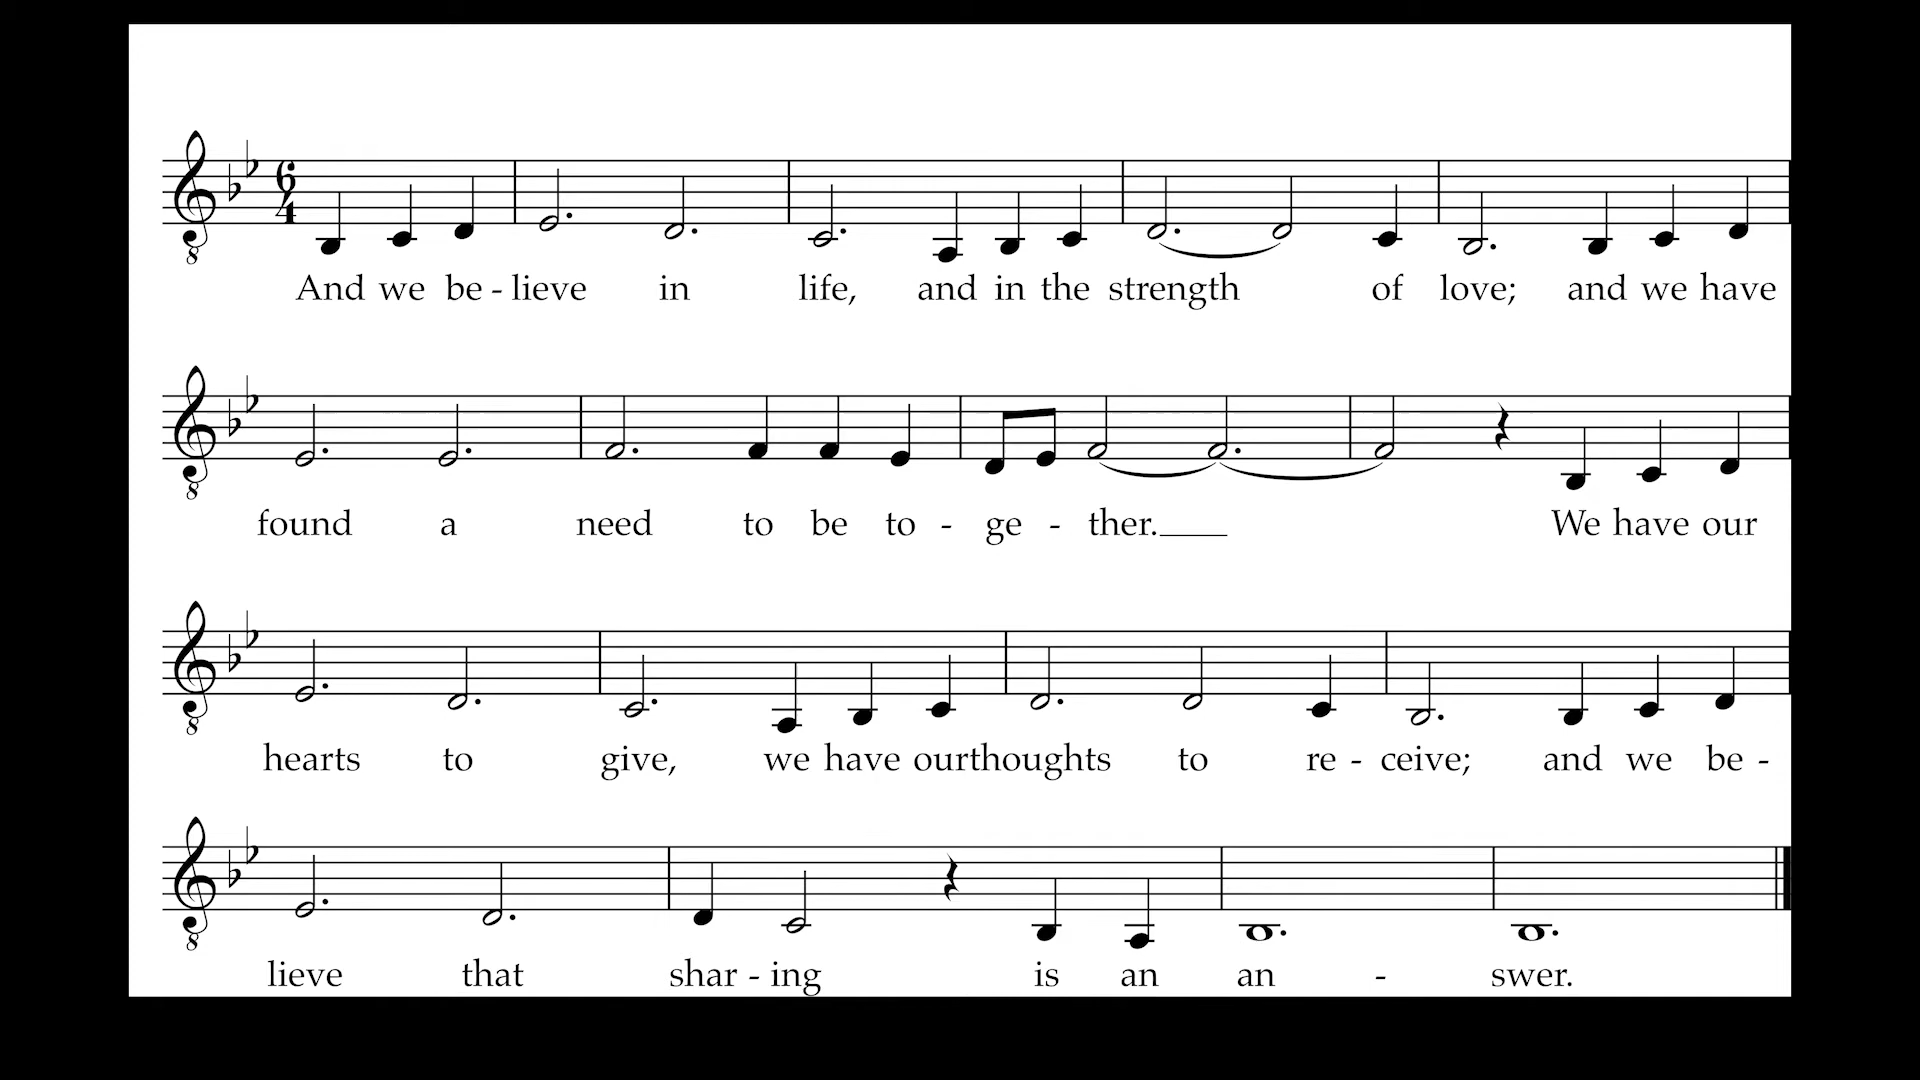 And we be - lieve in life, and in the strength of love; and we have
found a need to be to - ge - ther.____ We have our
hearts to give, we have ourthoughts to re - ceive; and we be -
lieve that shar - ing is an an - swer.